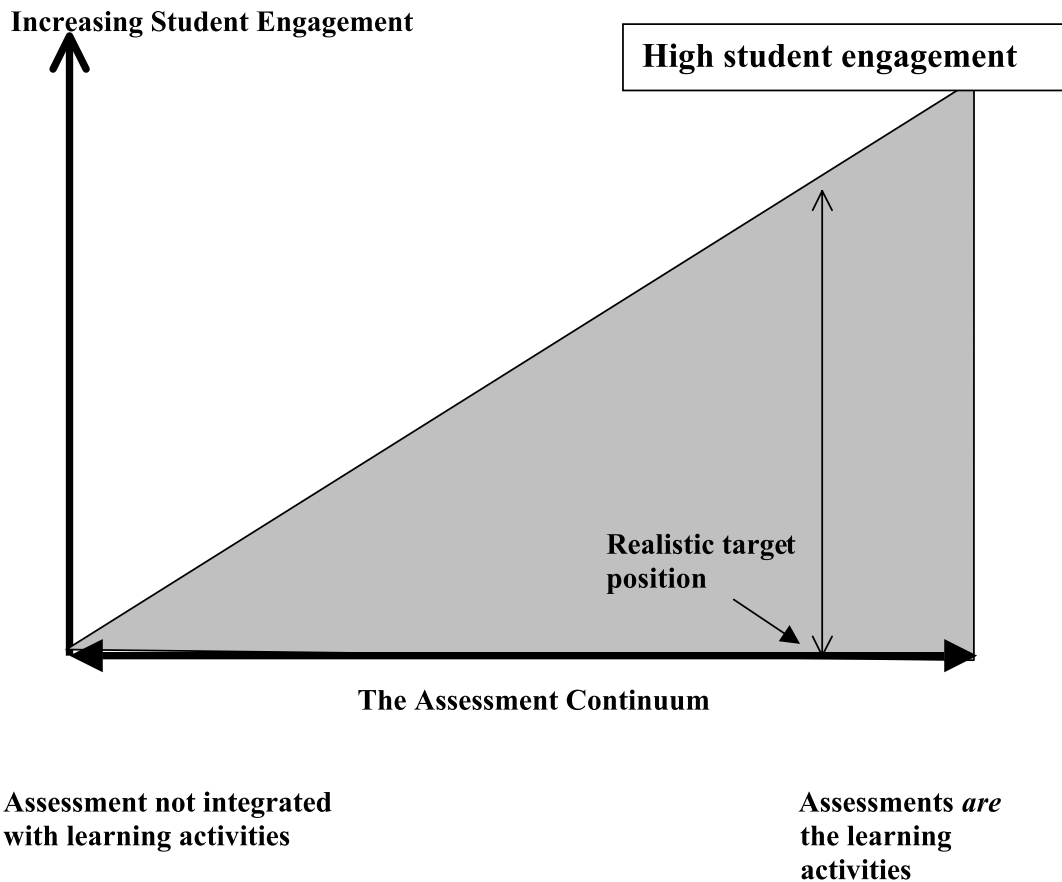 Increasing Student Engagement
High student engagement
Realistic target
position
The Assessment Continuum
Assessment not integrated
with learning activities
Assessments are
the learning
activities